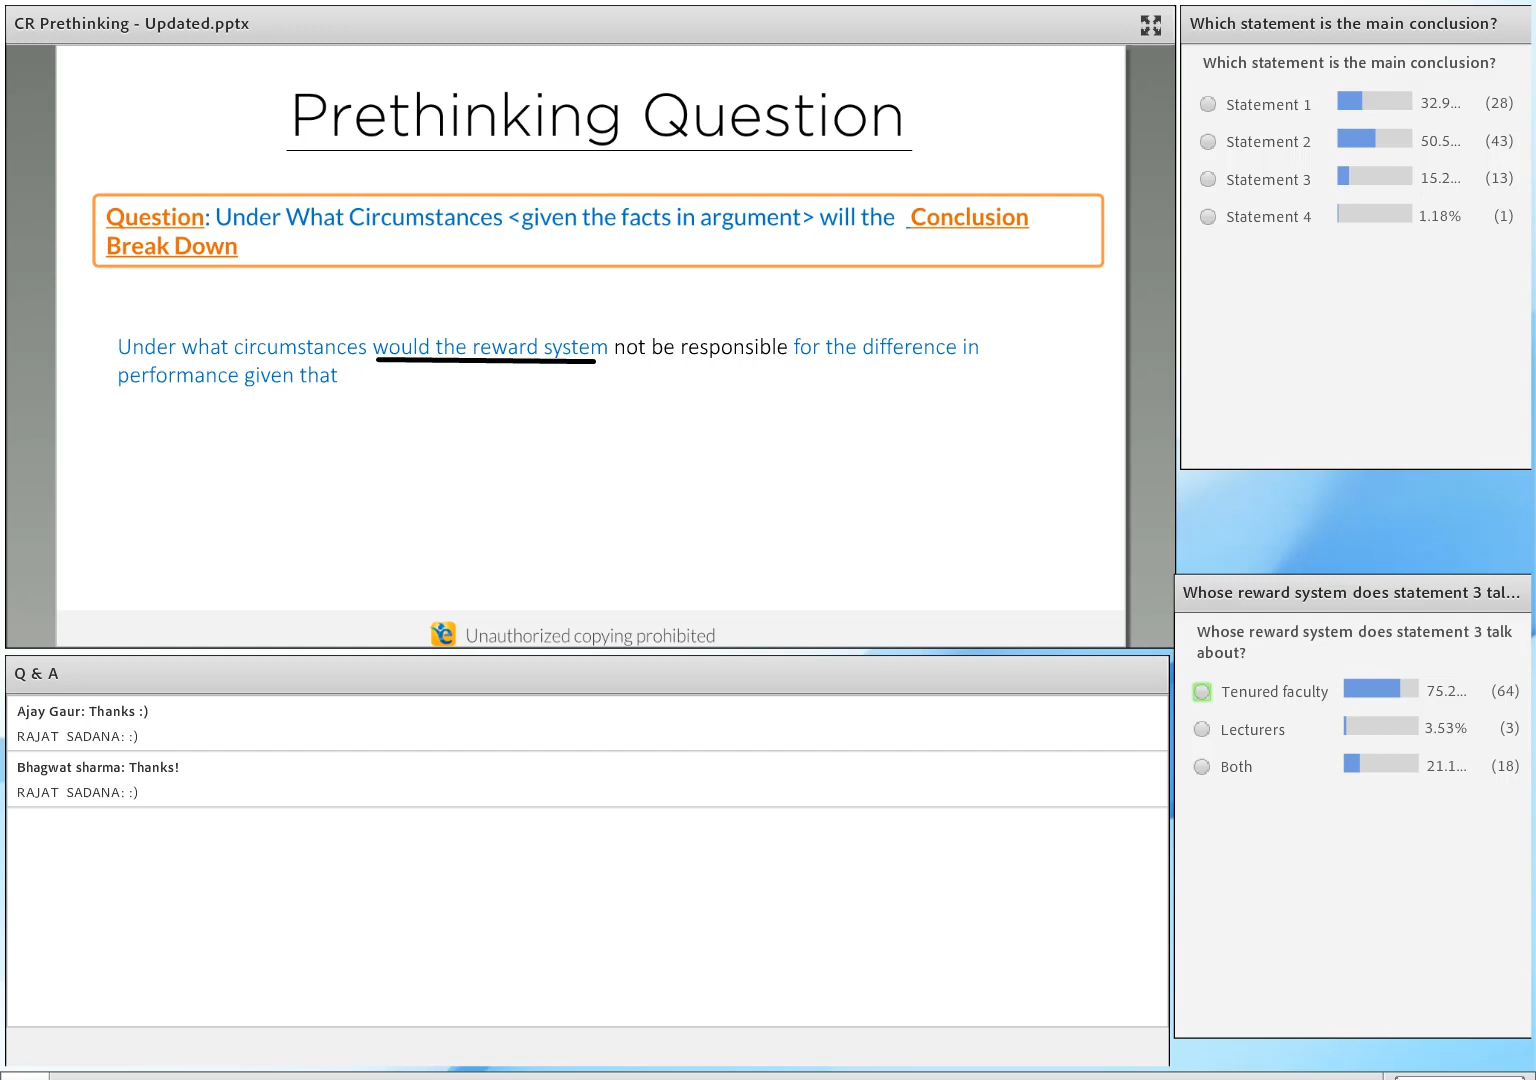 CR Prethinking - Updated.pptx
Prethinking Question
Question: Under What Circumstances <given the facts in argument> will the _Conclusion
Break Down
Under what circumstances would the reward system not be responsible for the difference in
performance given that
Unauthorized copying prohibited
Q & A
Ajay Gaur: Thanks :)
RAJAT SADANA: :)
Bhagwat sharma: Thanks!
RAJAT SADANA: :)
Which statement is the main conclusion?
Which statement is the main conclusion?
Statement 1 32.9... (28)
Statement 2 50.5... (43)
Statement 3 15.2... (13)
Statement 4 1.18% (1)
Whose reward system does statement 3 tal...
Whose reward system does statement 3 talk
about?
Tenured faculty 75.2... (64)
Lecturers 3.53% (3)
Both 21.1... (18)